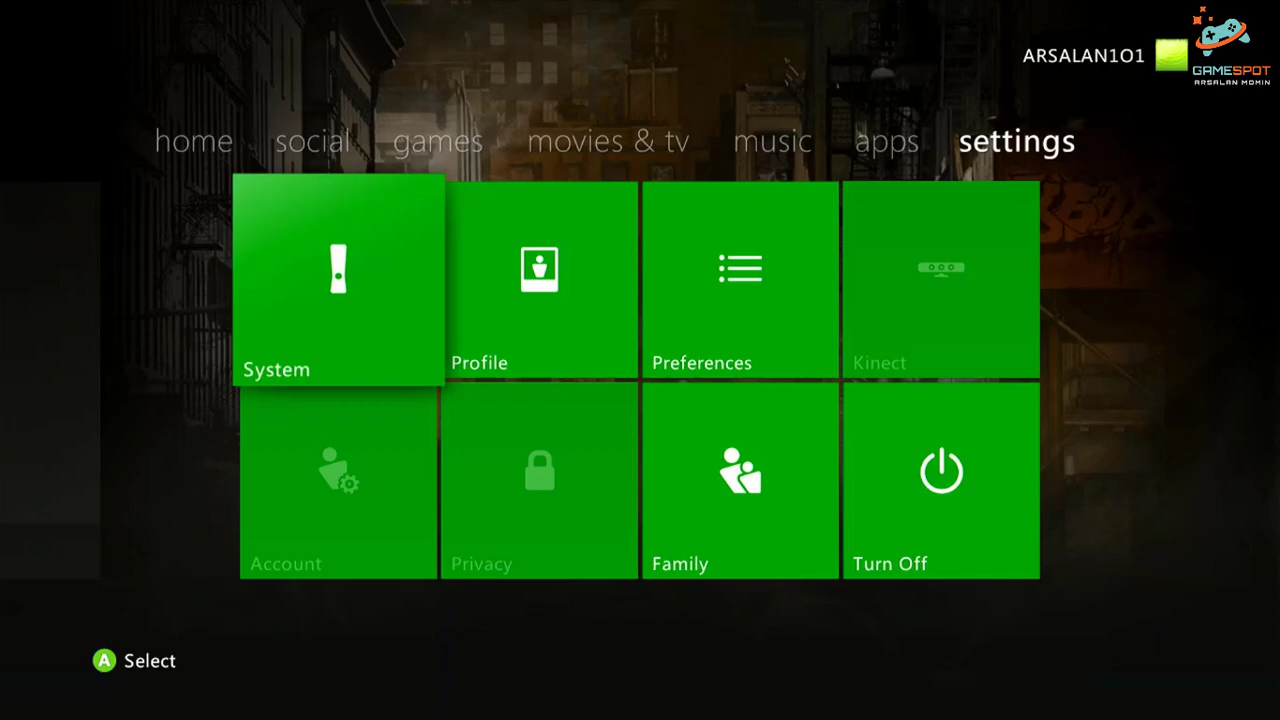 ARSALAN1O1
GAMESPOT
ARSALAN MOMIN
home social games movies & tv music apps settings
XBOX
System
Profile
Preferences
Kinect
Account
Privacy
Family
Turn Off
A Select